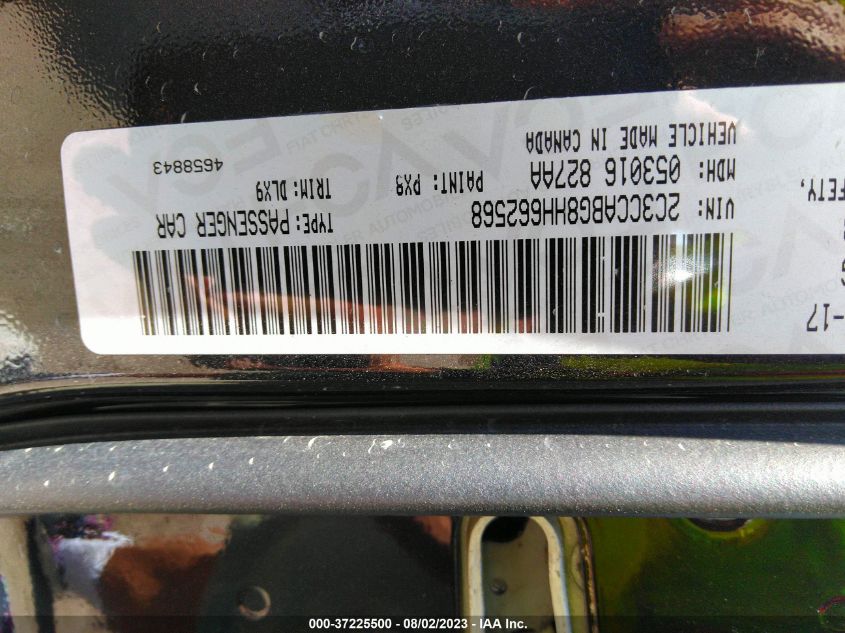 -17
G
FETY,
VIN: 2C3CCABG8HH662568
TYPE: PASSENGER CAR
MDH: 053016 827AA
PAINT: PX8
TRIM: DLX9
VEHICLE MADE IN CANADA
4658843
000-37225500 - 08/02/2023 - IAA Inc.